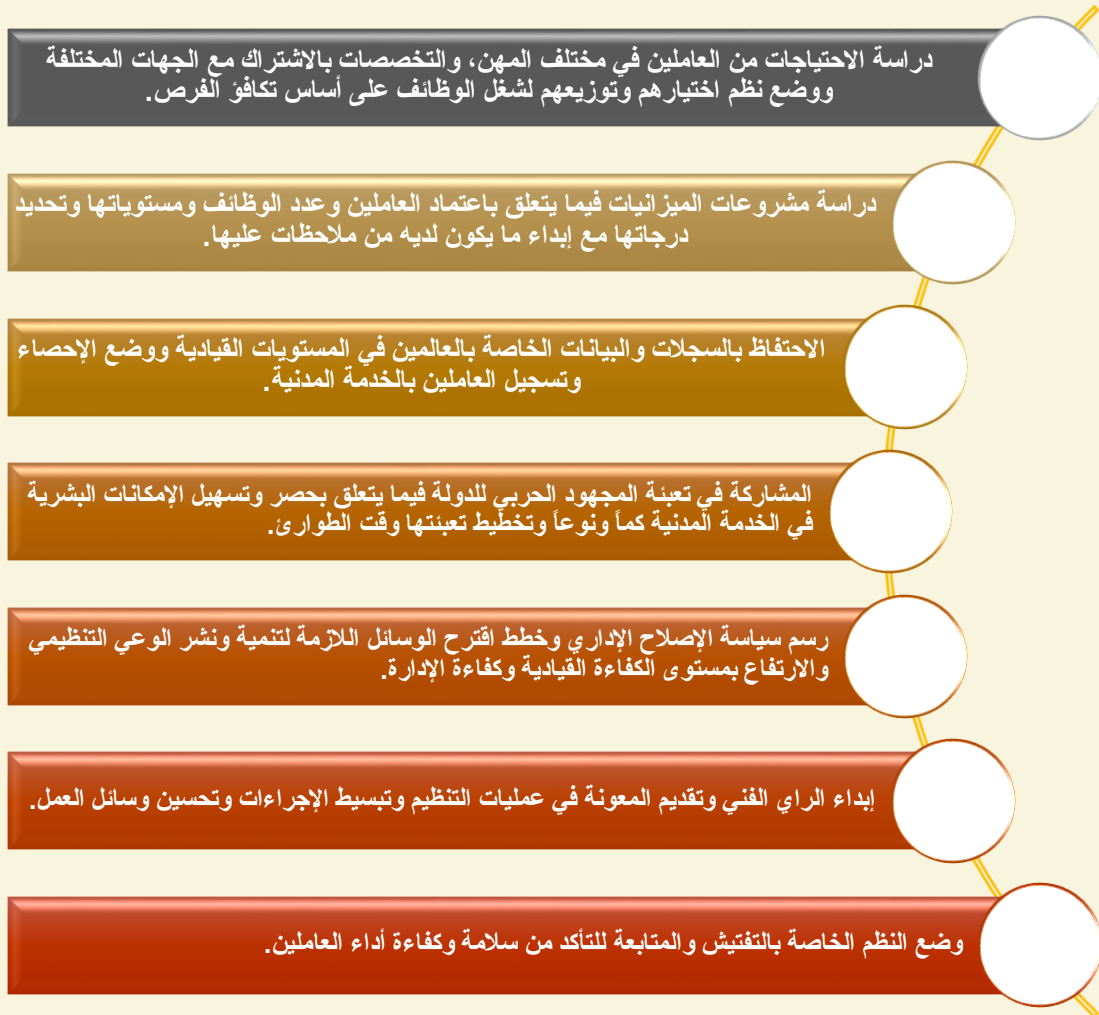 دراسة الاحتياجات من العاملين في مختلف المهن، والتخصصات بالاشتراك مع الجهات المختلفة
ووضع نظم اختيارهم وتوزيعهم لشغل الوظائف على أساس تكافؤ الفرص.
دراسة مشروعات الميزانيات فيما يتعلق باعتماد العاملين وعدد الوظائف ومستوياتها وتحديد
درجاتها مع إبداء ما يكون لديه من ملاحظات عليها.
الاحتفاظ بالسجلات والبيانات الخاصة بالعالمين في المستويات القيادية ووضع الإحصاء
وتسجيل العاملين بالخدمة المدنية.
المشاركة في تعبئة المجهود الحربي للدولة فيما يتعلق بحصر وتسهيل الإمكانات البشرية
في الخدمة المدنية كماً ونوعاً وتخطيط تعبئتها وقت الطوارئ.
رسم سياسة الإصلاح الإداري وخطط اقترح الوسائل اللازمة لتنمية ونشر الوعي التنظيمي
والارتفاع بمستوى الكفاءة القيادية وكفاءة الإدارة.
إبداء الراي الفني وتقديم المعونة في عمليات التنظيم وتبسيط الإجراءات وتحسين وسائل العمل.
وضع النظم الخاصة بالتفتيش والمتابعة للتأكد من سلامة وكفاءة أداء العاملين.